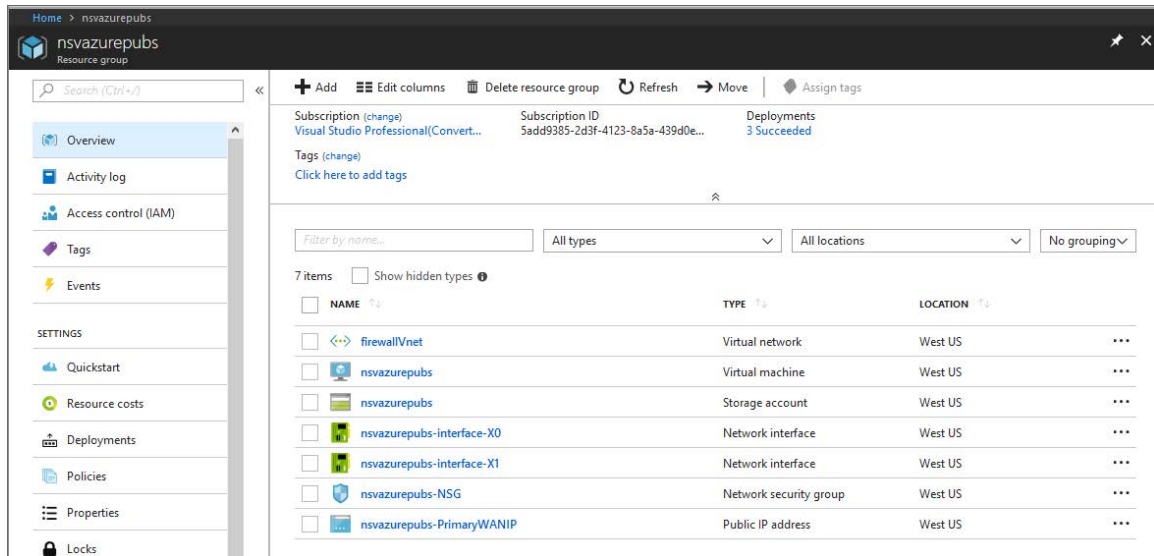 Home > nsvazurepubs
nsvazurepubs
Resource group
Search (Ctrl+/)
Overview
Activity log
Access control (IAM)
Tags
Events
SETTINGS
Quickstart
Resource costs
Deployments
Policies
Properties
Locks
Add Edit columns Delete resource group Refresh Move Assign tags
Subscription (change) Subscription ID Deployments
Visual Studio Professional(Convert... 5add9385-2d3f-4123-8a5a-439d0e... 3 Succeeded
Tags (change)
Click here to add tags
Filter by name... All types All locations No grouping
7 items Show hidden types
NAME TYPE LOCATION
firewallVnet Virtual network West US
nsvazurepubs Virtual machine West US
nsvazurepubs Storage account West US
nsvazurepubs-interface-X0 Network interface West US
nsvazurepubs-interface-X1 Network interface West US
nsvazurepubs-NSG Network security group West US
nsvazurepubs-PrimaryWANIP Public IP address West US